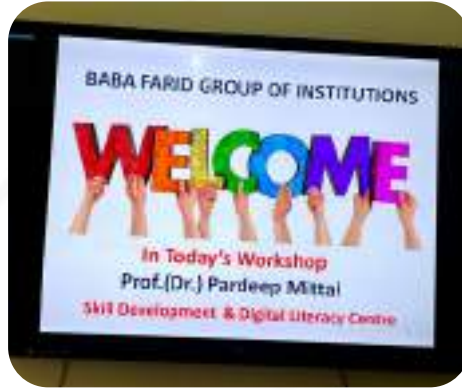 BABA FARID GROUP OF INSTITUTIONS
WELCOME
In Today's Workshop
Prof.(Dr.) Pardeep Mittal
Skill Development & Digital Literacy Centre